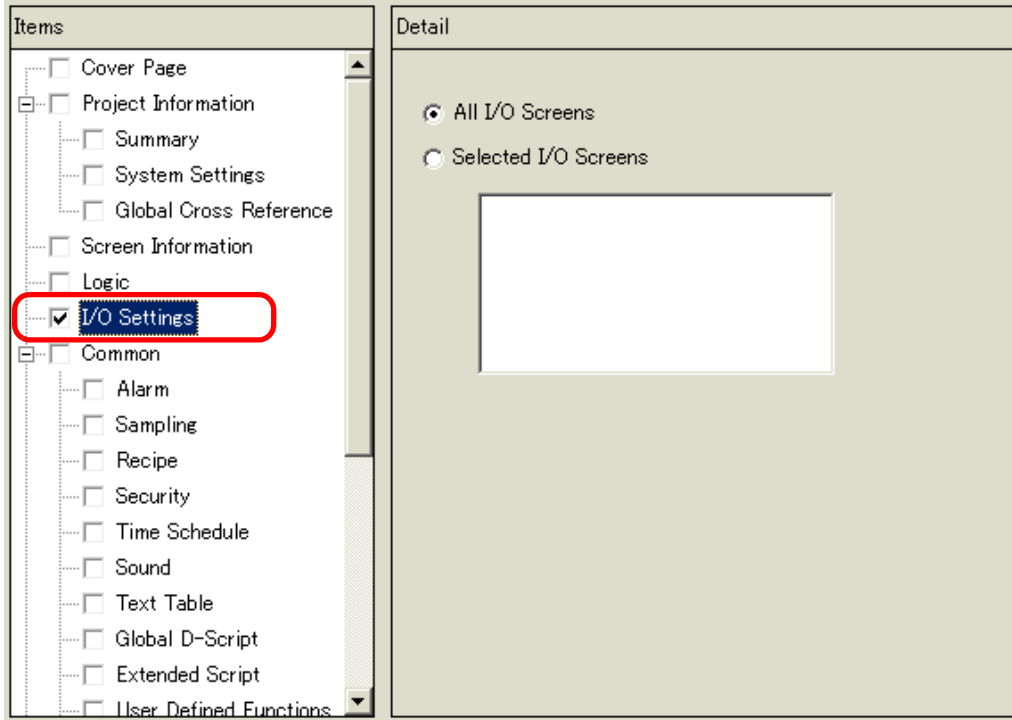 Items
Cover Page
Project Information
Summary
System Settings
Global Cross Reference
Screen Information
Logic
I/O Settings
Common
Alarm
Sampling
Recipe
Security
Time Schedule
Sound
Text Table
Global D-Script
Extended Script
User Defined Functions
Detail
All I/O Screens
Selected I/O Screens